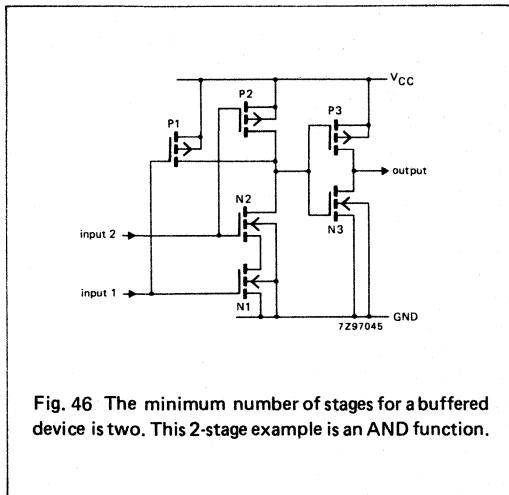 VCC
P2
P3
P1
output
N2
input 2
N3
input 1
N1
GND
7Z97045
Fig. 46 The minimum number of stages for a buffered
device is two. This 2-stage example is an AND function.